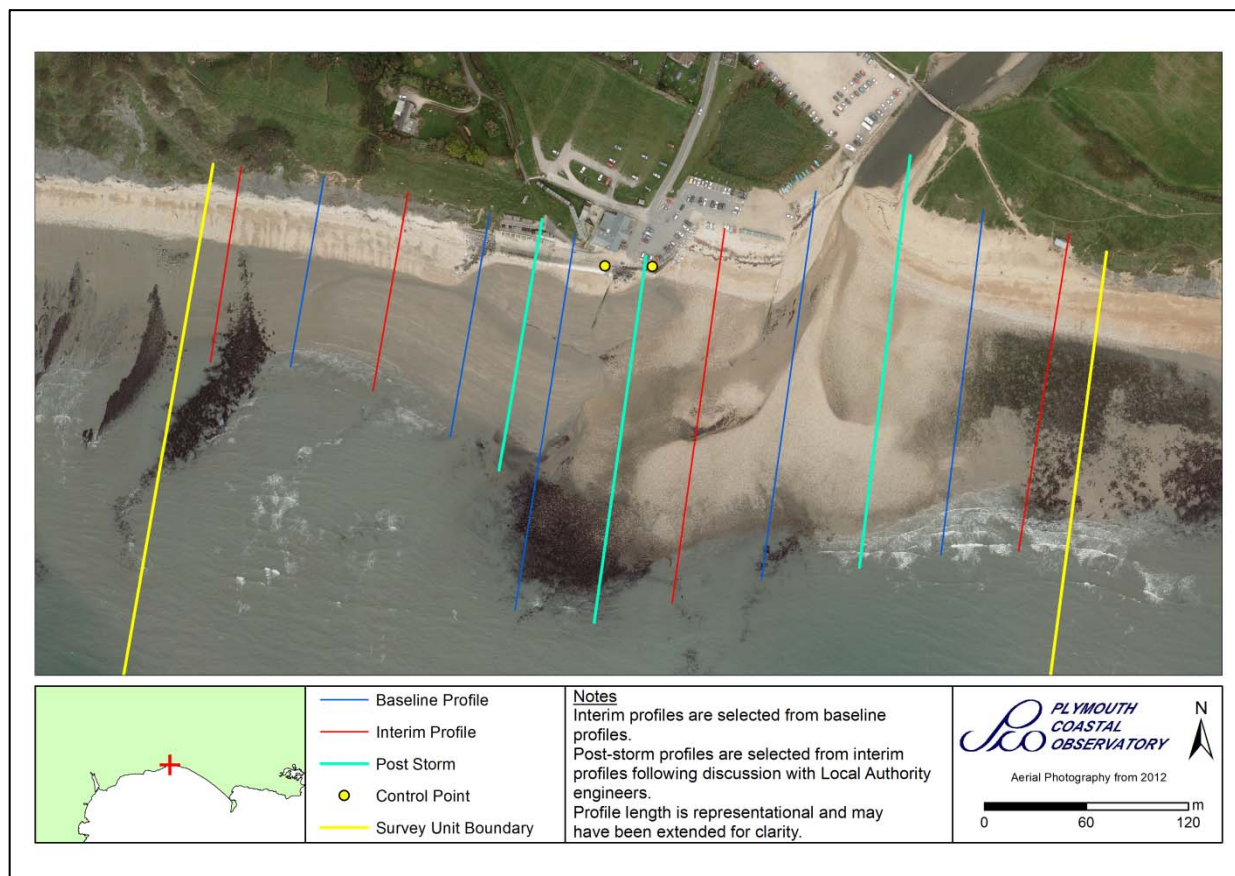 Baseline Profile
Interim Profile
Post Storm
Control Point
Survey Unit Boundary
Notes
Interim profiles are selected from baseline
profiles.
Post-storm profiles are selected from interim
profiles following discussion with Local Authority
engineers.
Profile length is representational and may
have been extended for clarity.
PCO
PLYMOUTH
COASTAL
OBSERVATORY
N
Aerial Photography from 2012
m
0 60 120